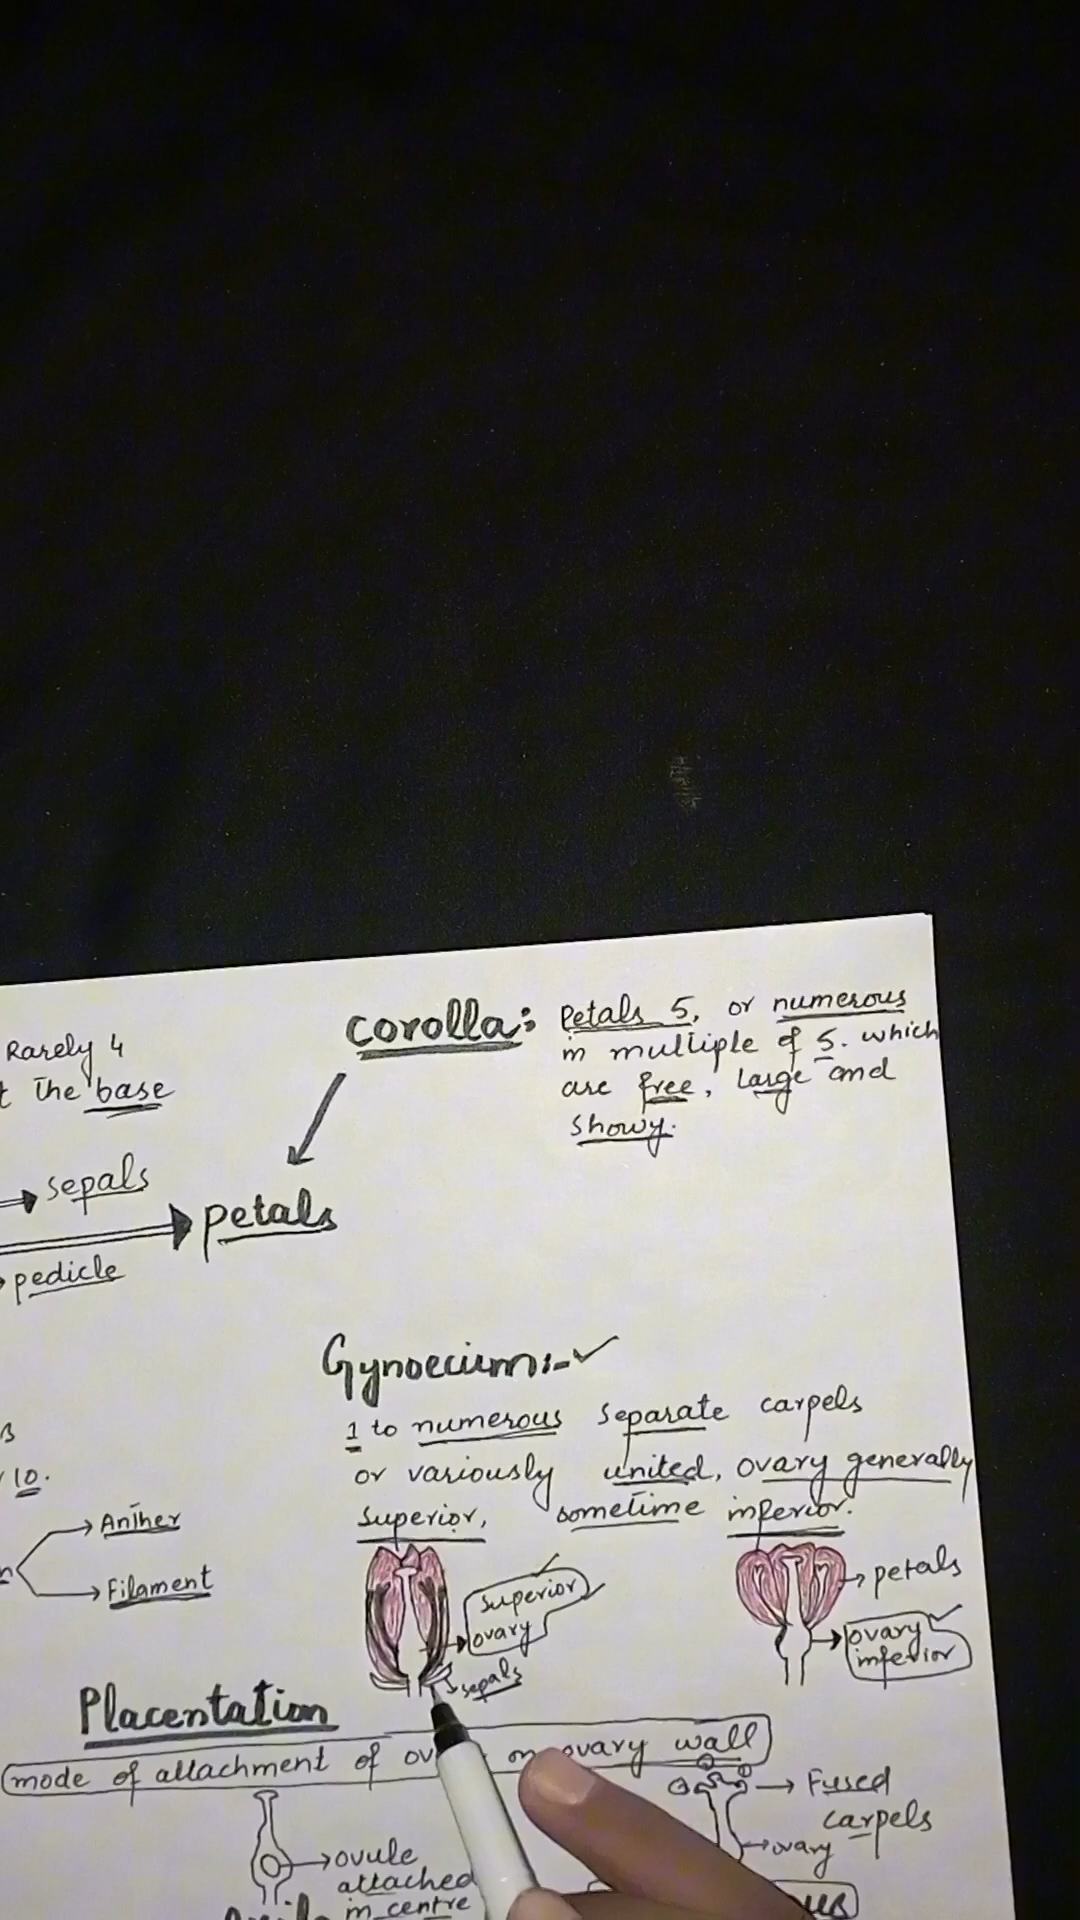 Rarely 4
the base
sepals
petals
pedicle
corolla:
Petals 5, or numerous
in multiple of 5. which
are free, Large and
showy.
Gynoecium:-
1 to numerous separate carpels
or variously united, ovary generally
superior, sometime inferior.
10.
Anther
Filament
superior
ovary
sepals
petals
ovary
inferior
Placentation
mode of attachment of on ovary wall
ovule
attached
in centre
Fused
carpels
ovary